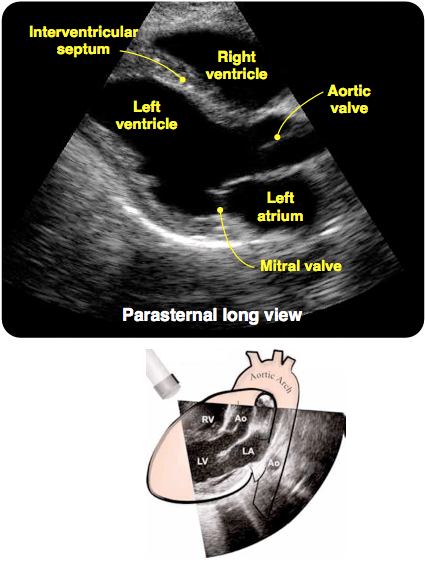 Interventricular
septum
Right
ventricle
Aortic
valve
Left
ventricle
Left
atrium
Mitral valve
Parasternal long view
Aortic Arch
RV
Ao
LA
LV
Ao